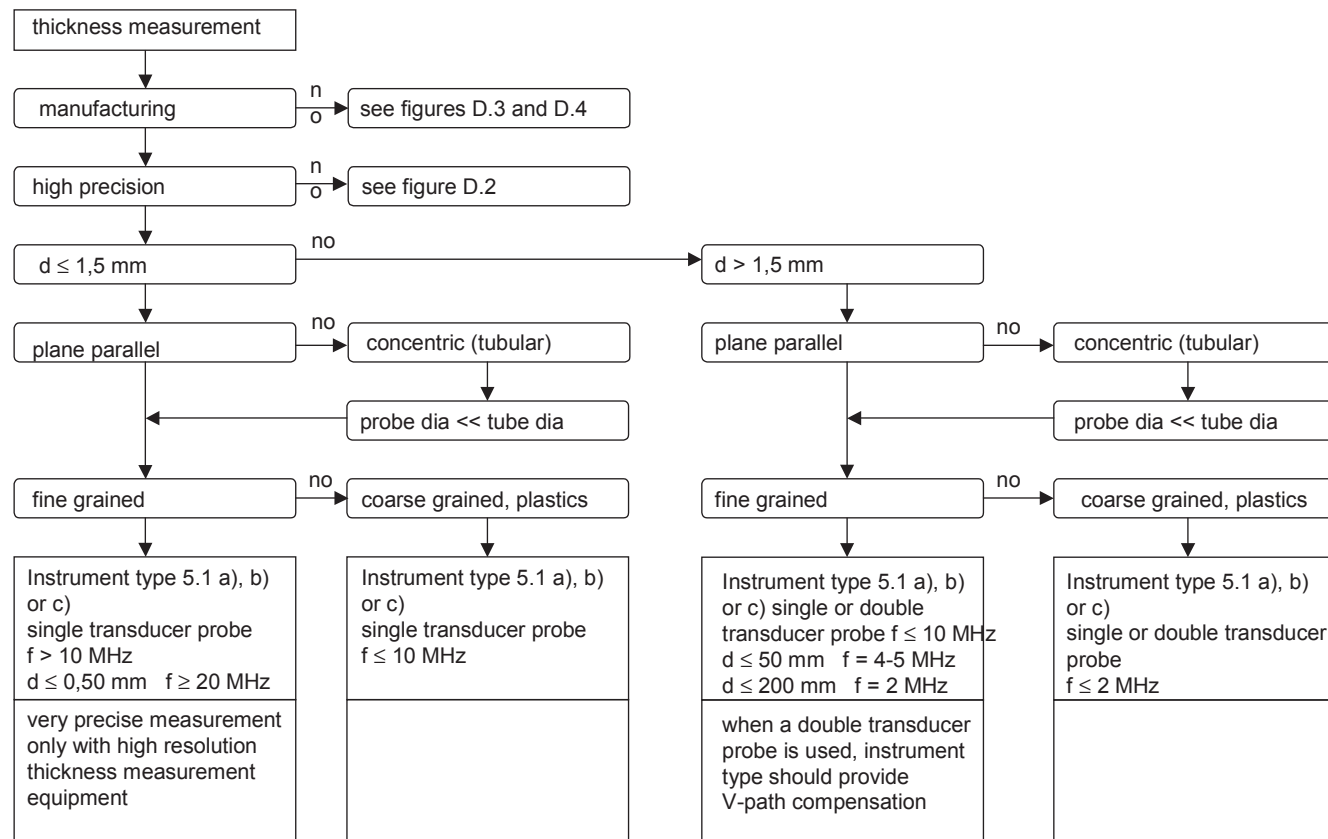 thickness measurement
manufacturing
n
o
see figures D.3 and D.4
high precision
n
o
see figure D.2
d ≤ 1,5 mm
no
d > 1,5 mm
plane parallel
no
concentric (tubular)
probe dia << tube dia
plane parallel
no
concentric (tubular)
probe dia << tube dia
fine grained
no
coarse grained, plastics
fine grained
no
coarse grained, plastics
Instrument type 5.1 a), b)
or c)
single transducer probe
f > 10 MHz
d ≤ 0,50 mm f ≥ 20 MHz
very precise measurement
only with high resolution
thickness measurement
equipment
Instrument type 5.1 a), b)
or c)
single transducer probe
f ≤ 10 MHz
Instrument type 5.1 a), b)
or c) single or double
transducer probe f ≤ 10 MHz
d ≤ 50 mm f = 4-5 MHz
d ≤ 200 mm f = 2 MHz
when a double transducer
probe is used, instrument
type should provide
V-path compensation
Instrument type 5.1 a), b)
or c)
single or double transducer
probe
f ≤ 2 MHz